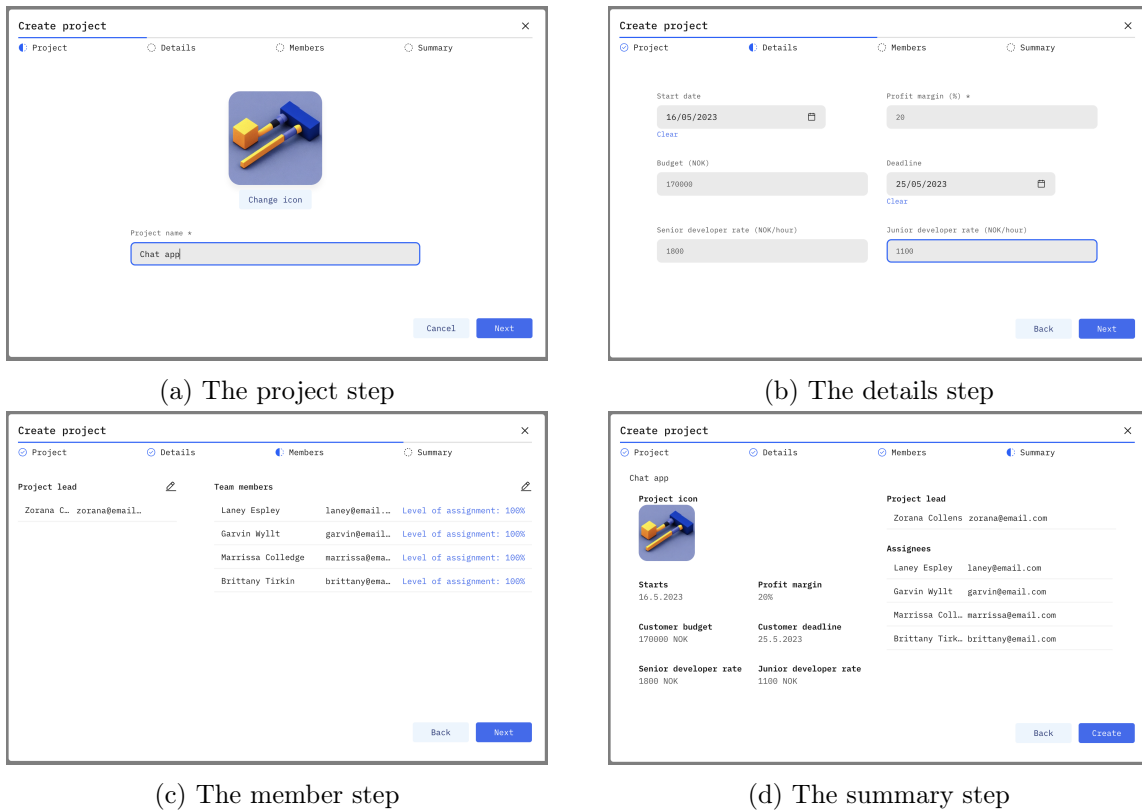 Create project
Project Details Members Summary
Change icon
Project name *
Chat app
Cancel Next
(a) The project step
Create project
Project Details Members Summary
Start date Profit margin (%) *
16/05/2023 20
Clear
Budget (NOK) Deadline
170000 25/05/2023
Clear
Senior developer rate (NOK/hour) Junior developer rate (NOK/hour)
1800 1100
Back Next
(b) The details step
Create project
Project Details Members Summary
Project lead Team members
Zorana C… zorana@email… Laney Espley laney@email.… Level of assignment: 100%
Garvin Wyllt garvin@email… Level of assignment: 100%
Marrissa Colledge marrissa@ema… Level of assignment: 100%
Brittany Tirkin brittany@ema… Level of assignment: 100%
Back Next
(c) The member step
Create project
Project Details Members Summary
Chat app
Project icon
Starts Profit margin
16.5.2023 20%
Customer budget Customer deadline
170000 NOK 25.5.2023
Senior developer rate Junior developer rate
1800 NOK 1100 NOK
Project lead
Zorana Collens zorana@email.com
Assignees
Laney Espley laney@email.com
Garvin Wyllt garvin@email.com
Marrissa Coll… marrissa@email.com
Brittany Tirk… brittany@email.com
Back Create
(d) The summary step